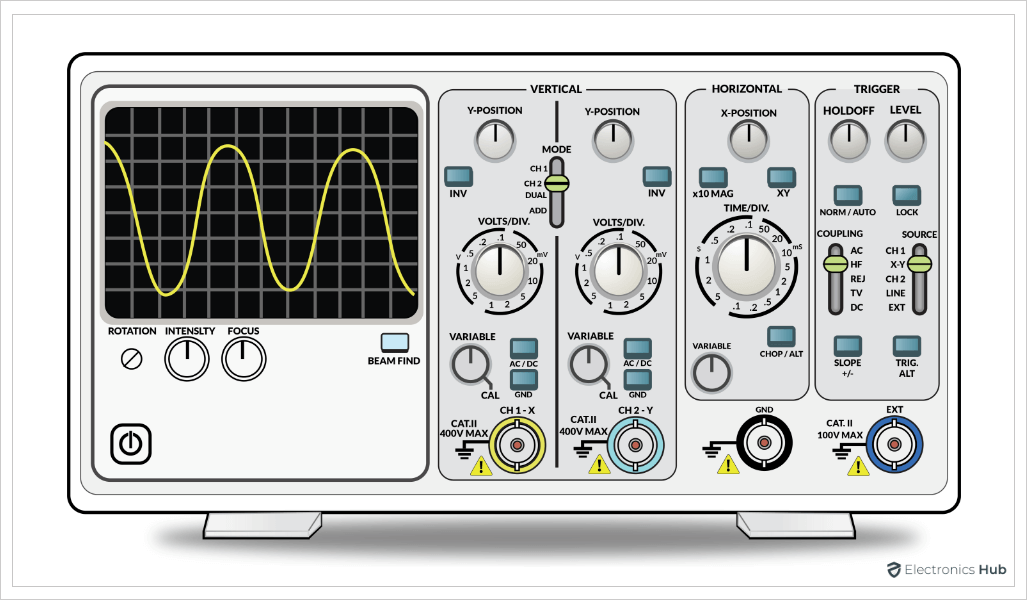 VERTICAL
HORIZONTAL
TRIGGER
Y-POSITION
Y-POSITION
X-POSITION
HOLDOFF
LEVEL
MODE
CH 1
CH 2
DUAL
ADD
INV
INV
x10 MAG
XY
NORM / AUTO
LOCK
VOLTS/DIV.
V .5 .2 .1 50 20 mV
1 2 5 5 10
VOLTS/DIV.
V .5 .2 .1 50 20 mV
1 2 5 5 10
TIME/DIV.
S .5 .2 .1 50 20 mS
1 2 5 .1 .2 .5 1 2 5 10
COUPLING
AC
HF
REJ
TV
DC
SOURCE
CH 1
X-Y
CH 2
LINE
EXT
ROTATION
INTENSLTY
FOCUS
BEAM FIND
VARIABLE
CAL
AC / DC
GND
VARIABLE
CAL
AC / DC
GND
VARIABLE
CHOP / ALT
SLOPE
+/-
TRIG.
ALT
CH 1 - X
CAT.II
400V MAX
CH 2 - Y
CAT.II
400V MAX
GND
EXT
CAT. II
100V MAX
Electronics Hub